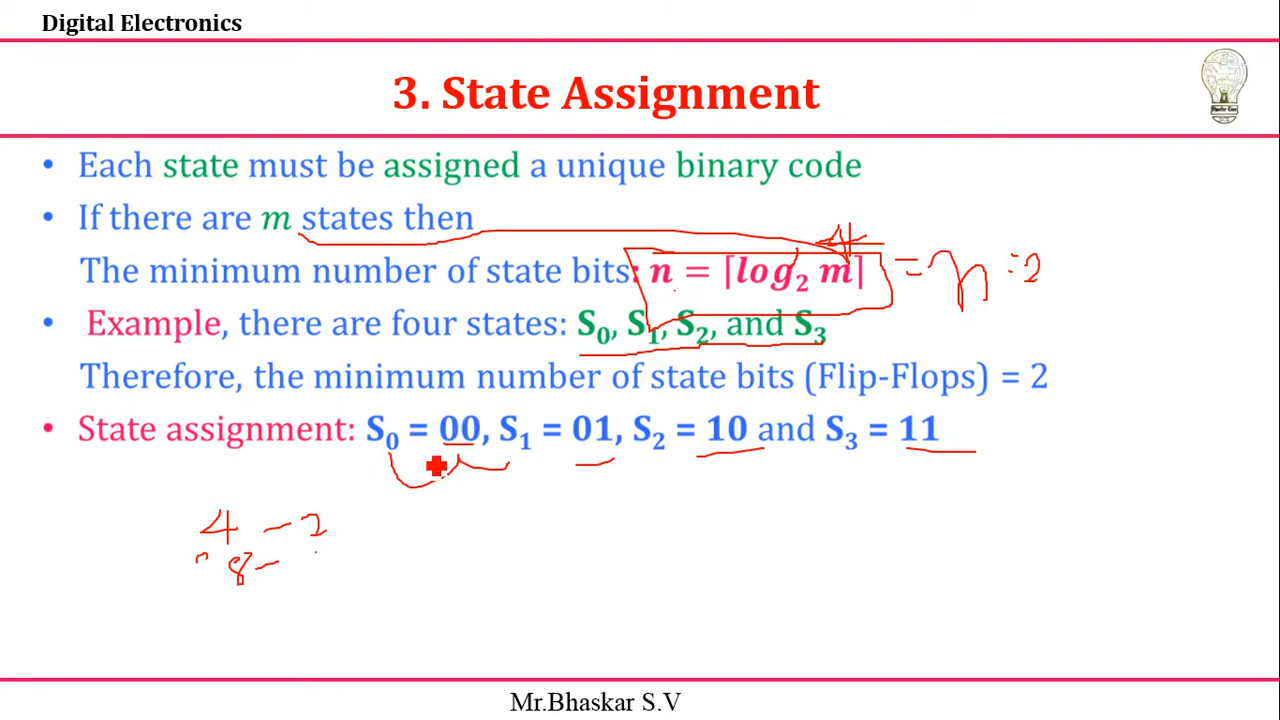 Digital Electronics
3. State Assignment
• Each state must be assigned a unique binary code
• If there are m states then
4
The minimum number of state bits: n = ⌈log₂ m⌉ = n = 2
• Example, there are four states: S₀, S₁, S₂, and S₃
Therefore, the minimum number of state bits (Flip-Flops) = 2
• State assignment: S₀ = 00, S₁ = 01, S₂ = 10 and S₃ = 11
4 – 2
8 –
Mr.Bhaskar S.V